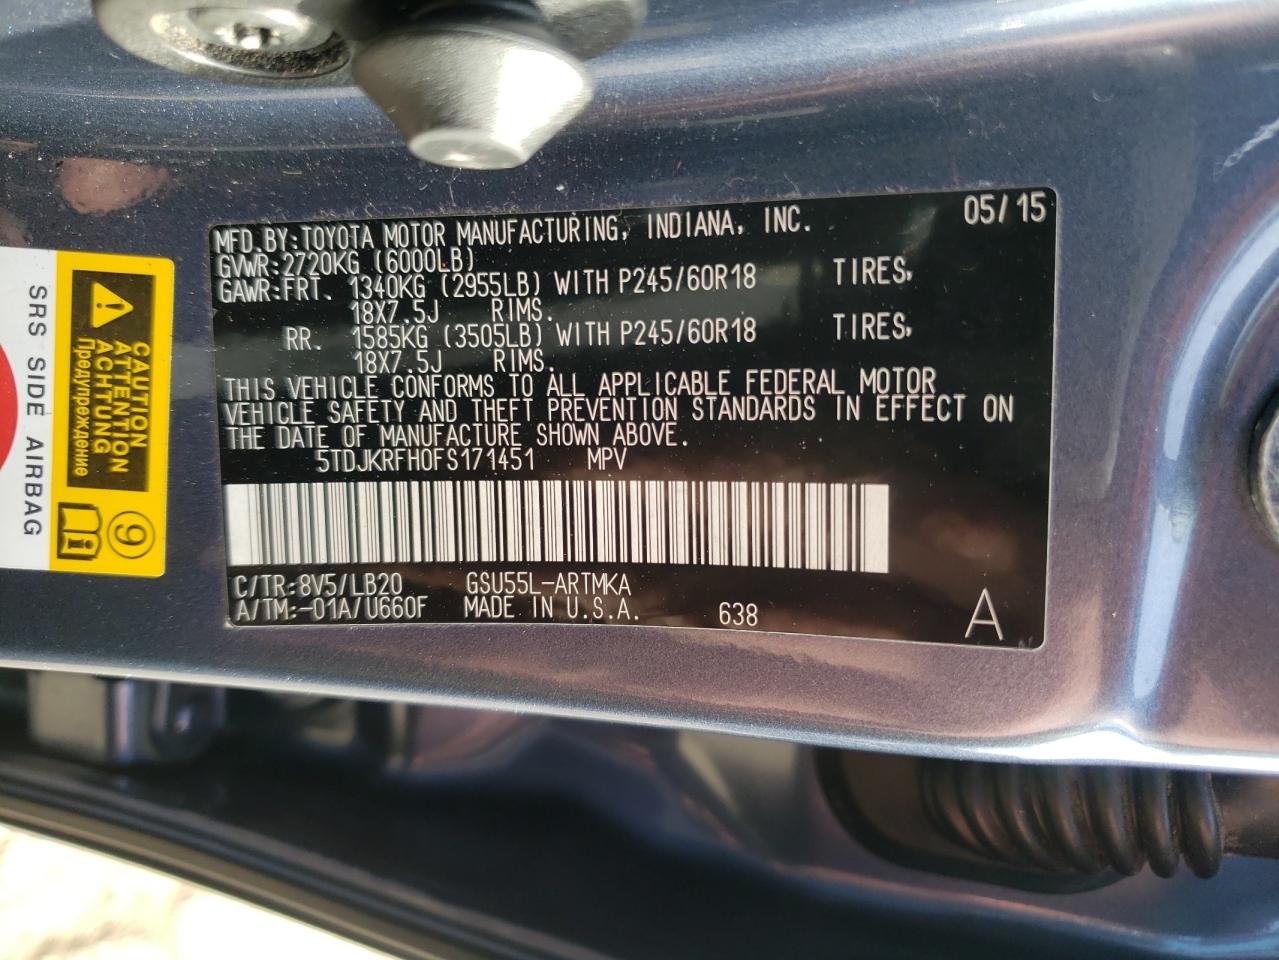 MFD.BY:TOYOTA MOTOR MANUFACTURING, INDIANA, INC. 05/15
GVWR:2720KG (6000LB)
GAWR:FRT. 1340KG (2955LB) WITH P245/60R18 TIRES,
18X7.5J RIMS.
RR. 1585KG (3505LB) WITH P245/60R18 TIRES,
18X7.5J RIMS.
THIS VEHICLE CONFORMS TO ALL APPLICABLE FEDERAL MOTOR
VEHICLE SAFETY AND THEFT PREVENTION STANDARDS IN EFFECT ON
THE DATE OF MANUFACTURE SHOWN ABOVE.
5TDJKRFH0FS171451 MPV
C/TR:8V5/LB20 GSU55L-ARTMKA
A/TM:-01A/U660F MADE IN U.S.A. 638 A
CAUTION
ATTENTION
ACHTUNG
Предупреждение
9
SRS SIDE AIRBAG